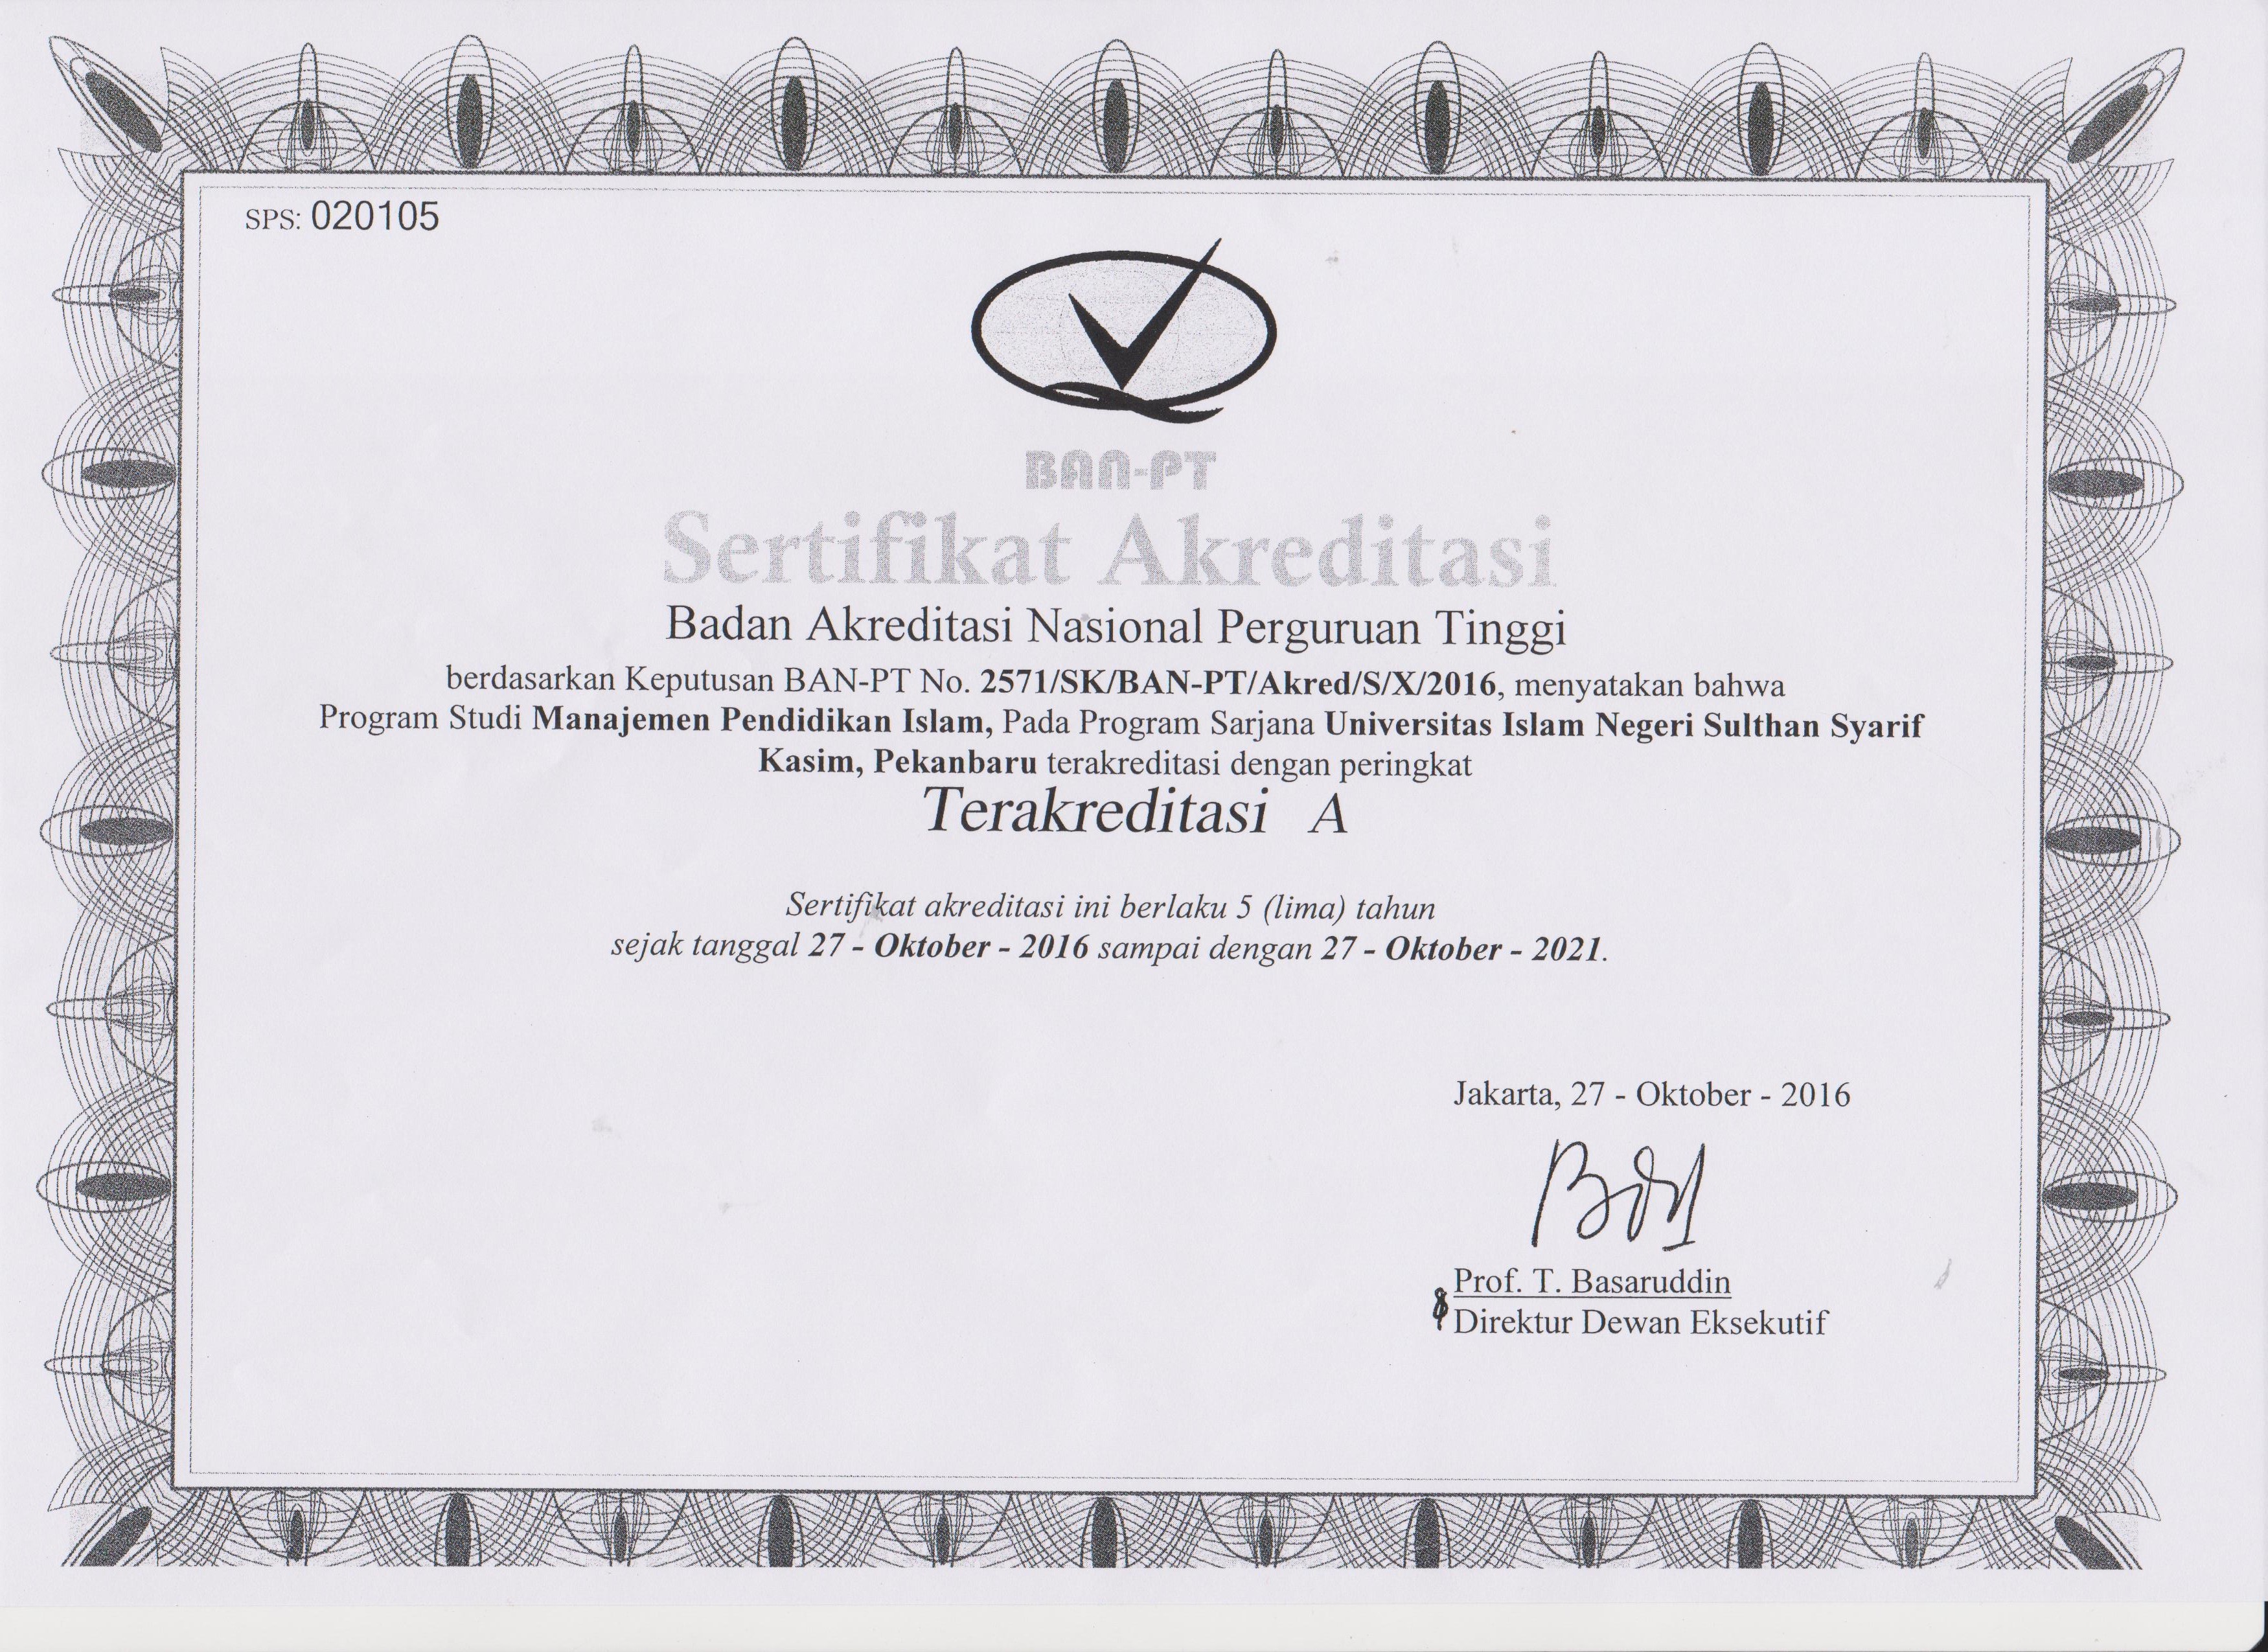 SPS: 020105
BAN-PT
Sertifikat Akreditasi
Badan Akreditasi Nasional Perguruan Tinggi
berdasarkan Keputusan BAN-PT No. 2571/SK/BAN-PT/Akred/S/X/2016, menyatakan bahwa
Program Studi Manajemen Pendidikan Islam, Pada Program Sarjana Universitas Islam Negeri Sulthan Syarif
Kasim, Pekanbaru terakreditasi dengan peringkat
Terakreditasi A
Sertifikat akreditasi ini berlaku 5 (lima) tahun
sejak tanggal 27 - Oktober - 2016 sampai dengan 27 - Oktober - 2021.
Jakarta, 27 - Oktober - 2016
Prof. T. Basaruddin
Direktur Dewan Eksekutif